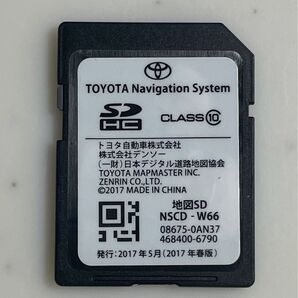 TOYOTA Navigation System
SD HC CLASS 10
トヨタ自動車株式会社
株式会社デンソー
(一財)日本デジタル道路地図協会
TOYOTA MAPMASTER INC.
ZENRIN CO.,LTD.
©2017 MADE IN CHINA
地図SD
NSCD - W66
08675-0AN37
468400-6790
発行:2017年5月(2017年春版)